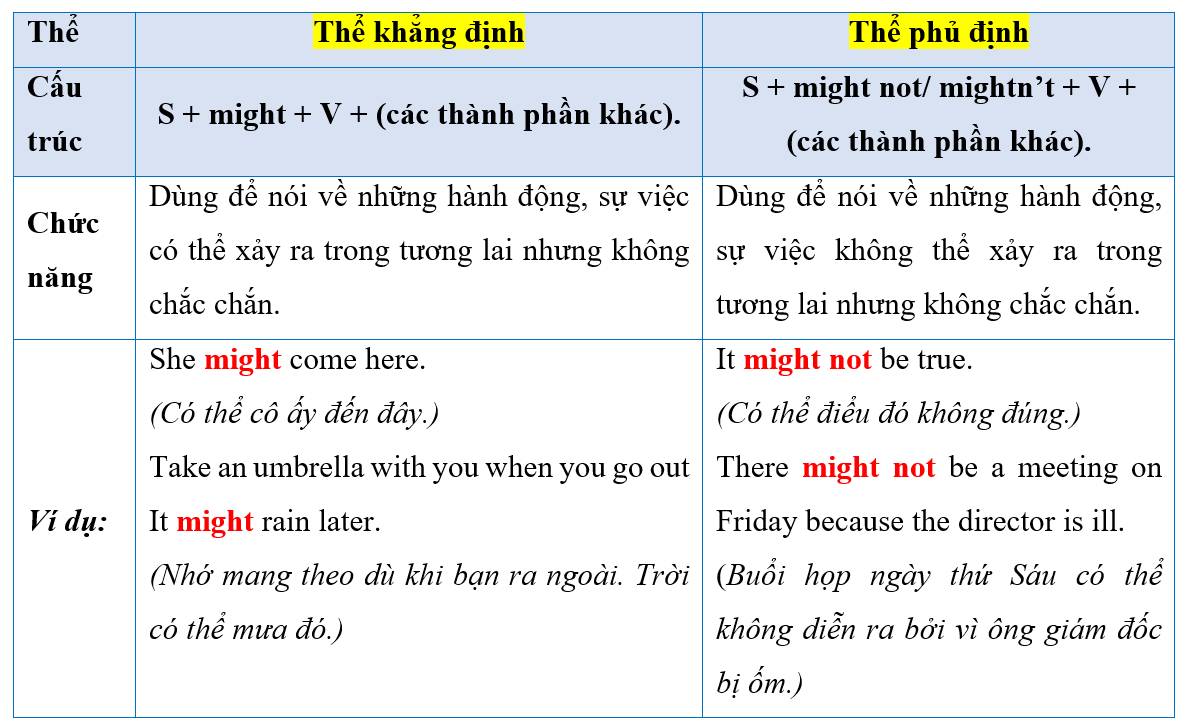 Thể
Thể khẳng định
Thể phủ định
Cấu
trúc
S + might + V + (các thành phần khác).
S + might not/ mightn’t + V +
(các thành phần khác).
Chức
năng
Dùng để nói về những hành động, sự việc
có thể xảy ra trong tương lai nhưng không
chắc chắn.
Dùng để nói về những hành động,
sự việc không thể xảy ra trong
tương lai nhưng không chắc chắn.
Ví dụ:
She might come here.
(Có thể cô ấy đến đây.)
Take an umbrella with you when you go out
It might rain later.
(Nhớ mang theo dù khi bạn ra ngoài. Trời
có thể mưa đó.)
It might not be true.
(Có thể điểu đó không đúng.)
There might not be a meeting on
Friday because the director is ill.
(Buổi họp ngày thứ Sáu có thể
không diễn ra bởi vì ông giám đốc
bị ốm.)